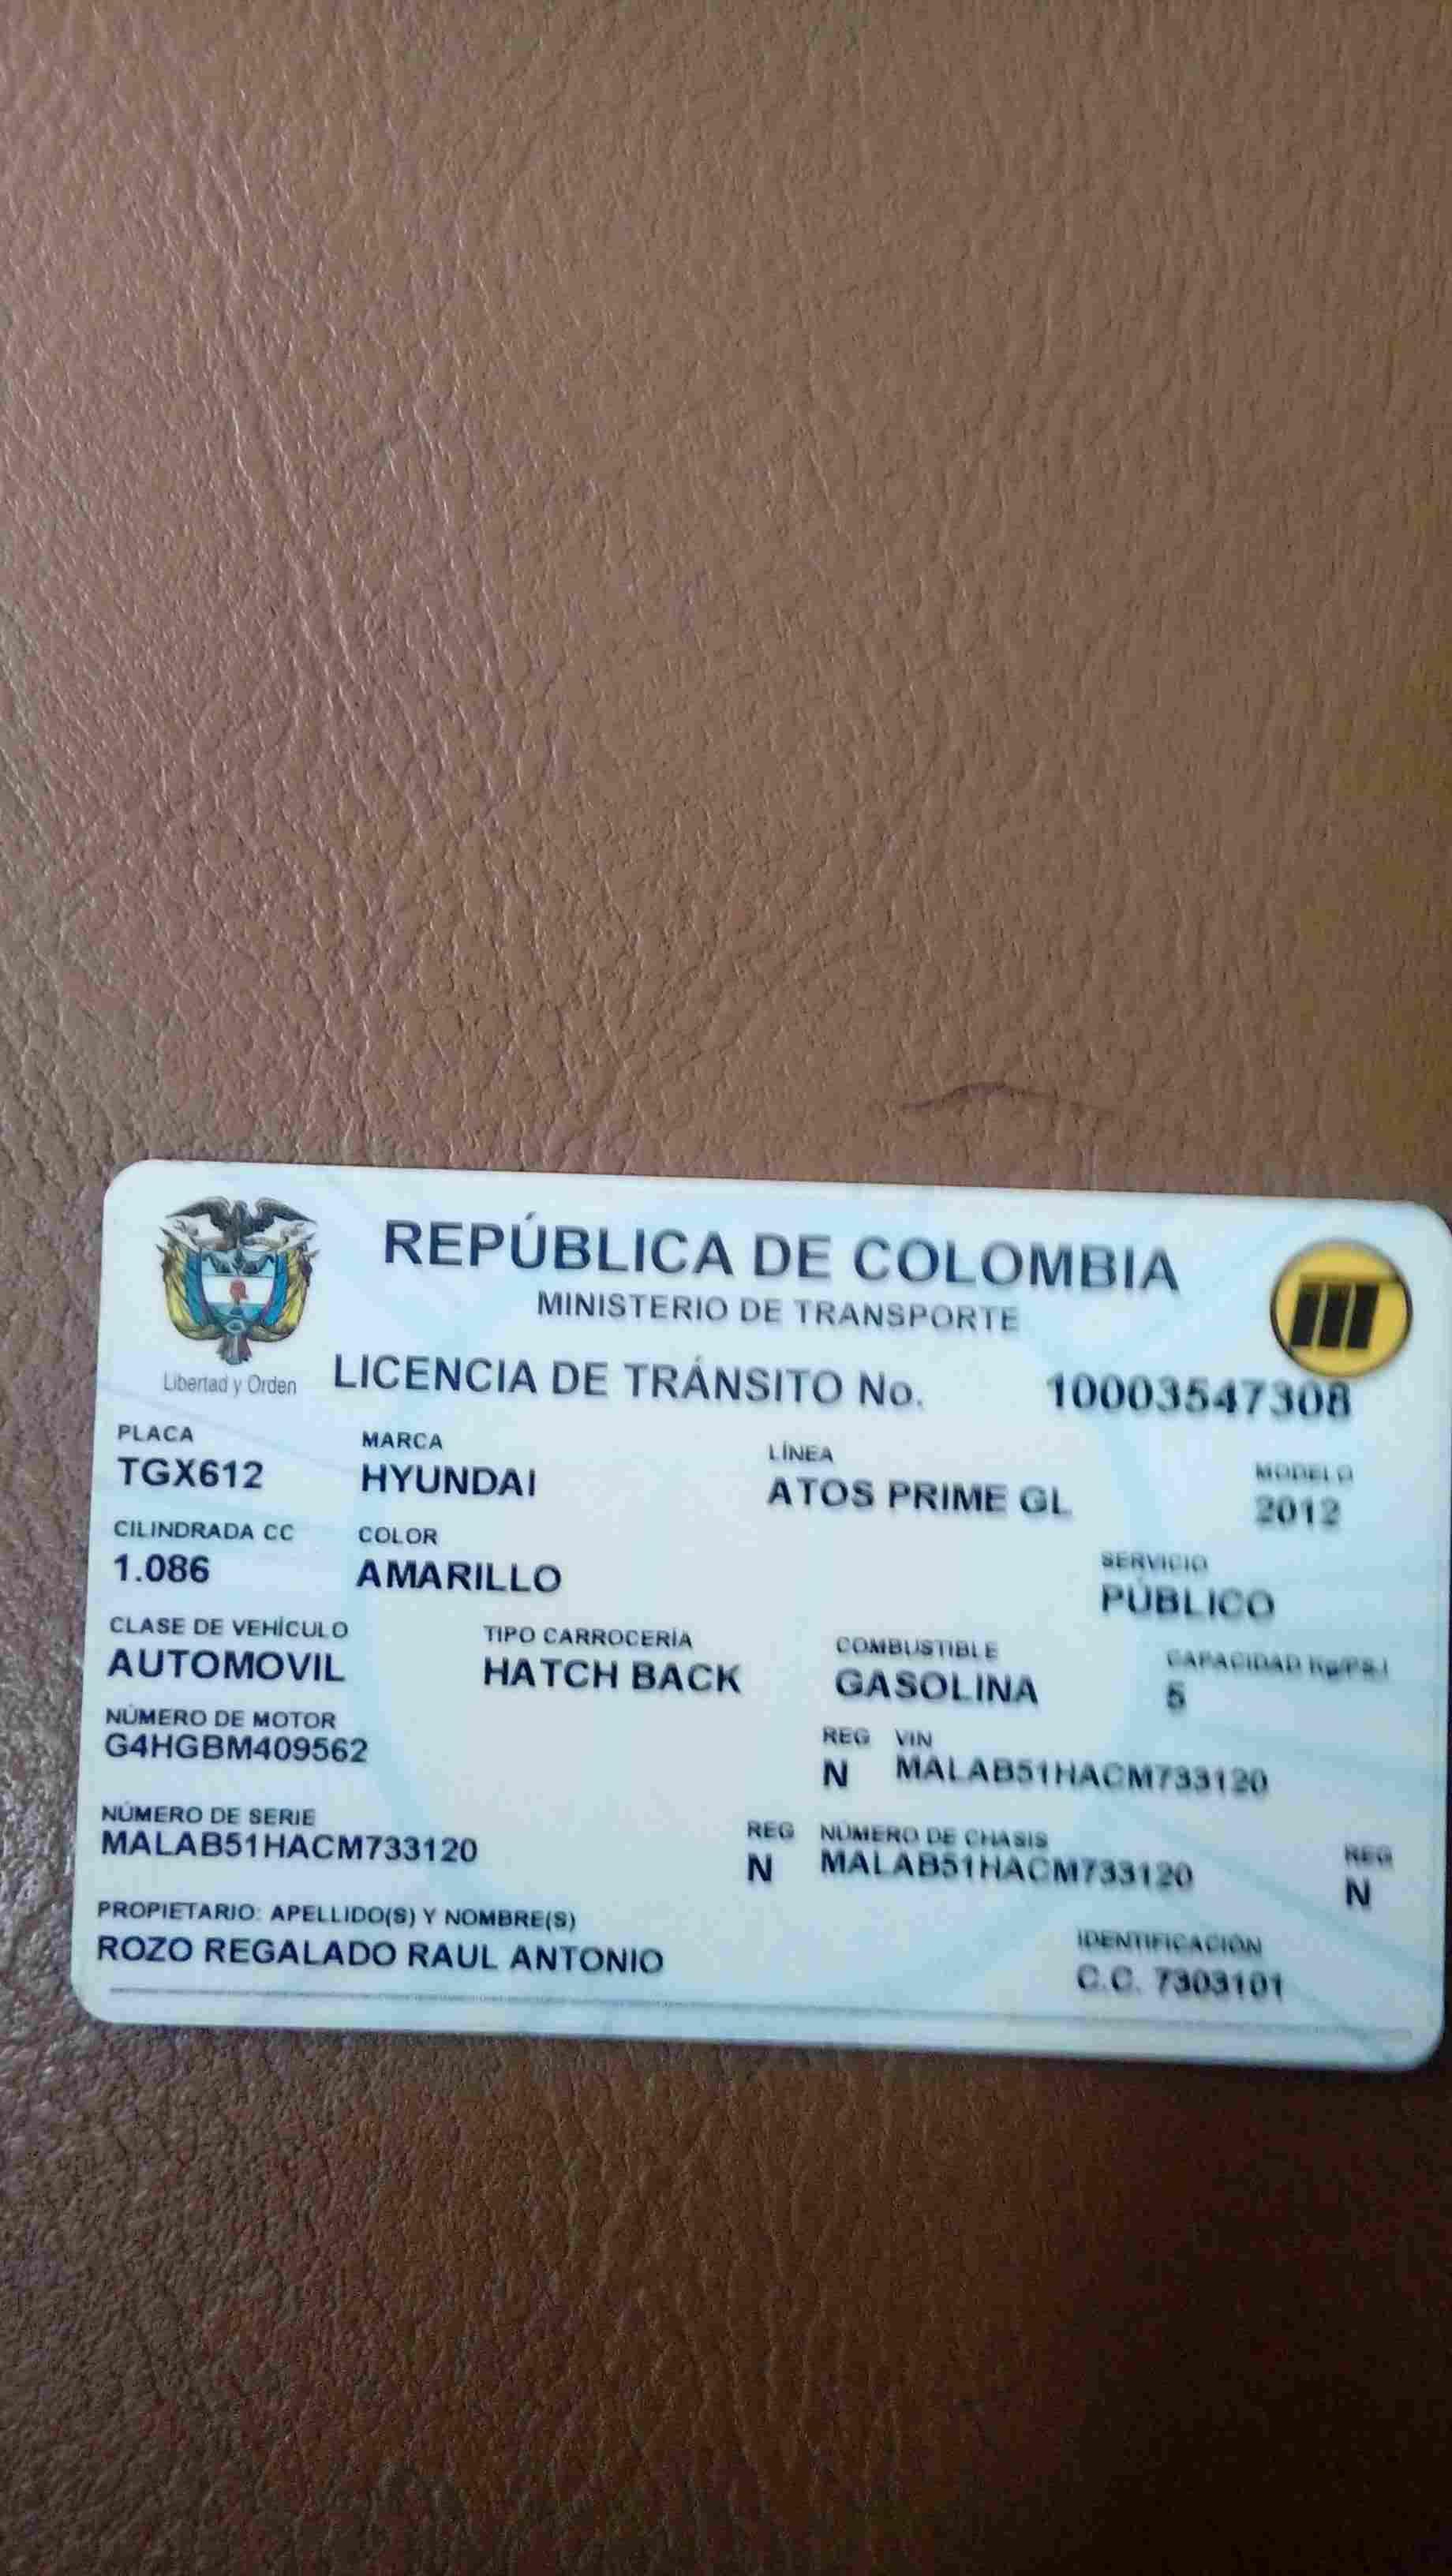 REPÚBLICA DE COLOMBIA
MINISTERIO DE TRANSPORTE
Libertad y Orden
LICENCIA DE TRÁNSITO No. 10003547308
PLACA MARCA LÍNEA MODELO
TGX612 HYUNDAI ATOS PRIME GL 2012
CILINDRADA CC COLOR SERVICIO
1.086 AMARILLO PÚBLICO
CLASE DE VEHÍCULO TIPO CARROCERÍA COMBUSTIBLE CAPACIDAD Kg/PSJ
AUTOMOVIL HATCH BACK GASOLINA 5
NÚMERO DE MOTOR REG VIN
G4HGBM409562 N MALAB51HACM733120
NÚMERO DE SERIE REG NÚMERO DE CHASIS REG
MALAB51HACM733120 N MALAB51HACM733120 N
PROPIETARIO: APELLIDO(S) Y NOMBRE(S) IDENTIFICACIÓN
ROZO REGALADO RAUL ANTONIO C.C. 7303101